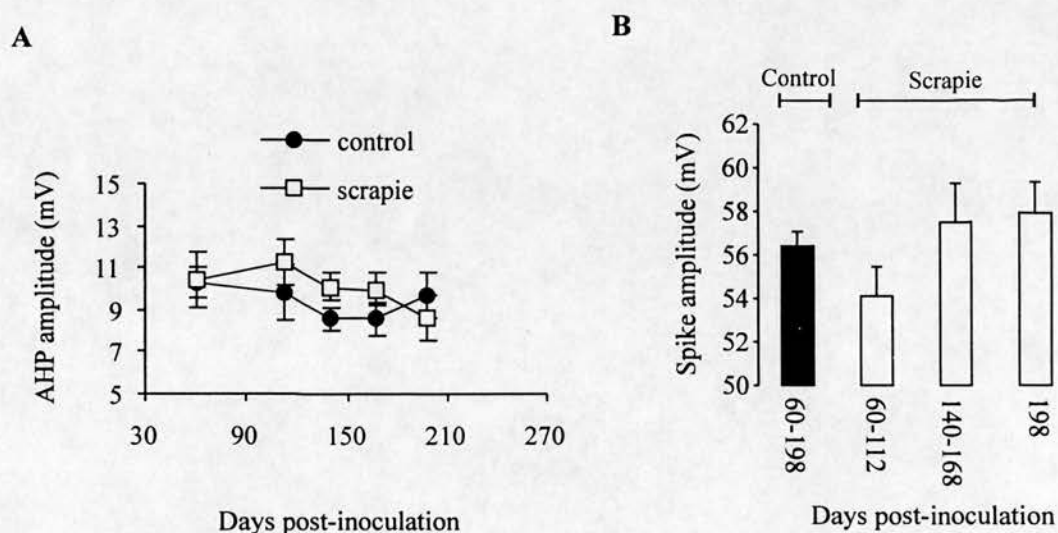 A
control
scrapie
AHP amplitude (mV)
15
13
11
9
7
5
30 90 150 210 270
Days post-inoculation
B
Control Scrapie
Spike amplitude (mV)
62
60
58
56
54
52
50
60-198
60-112
140-168
198
Days post-inoculation